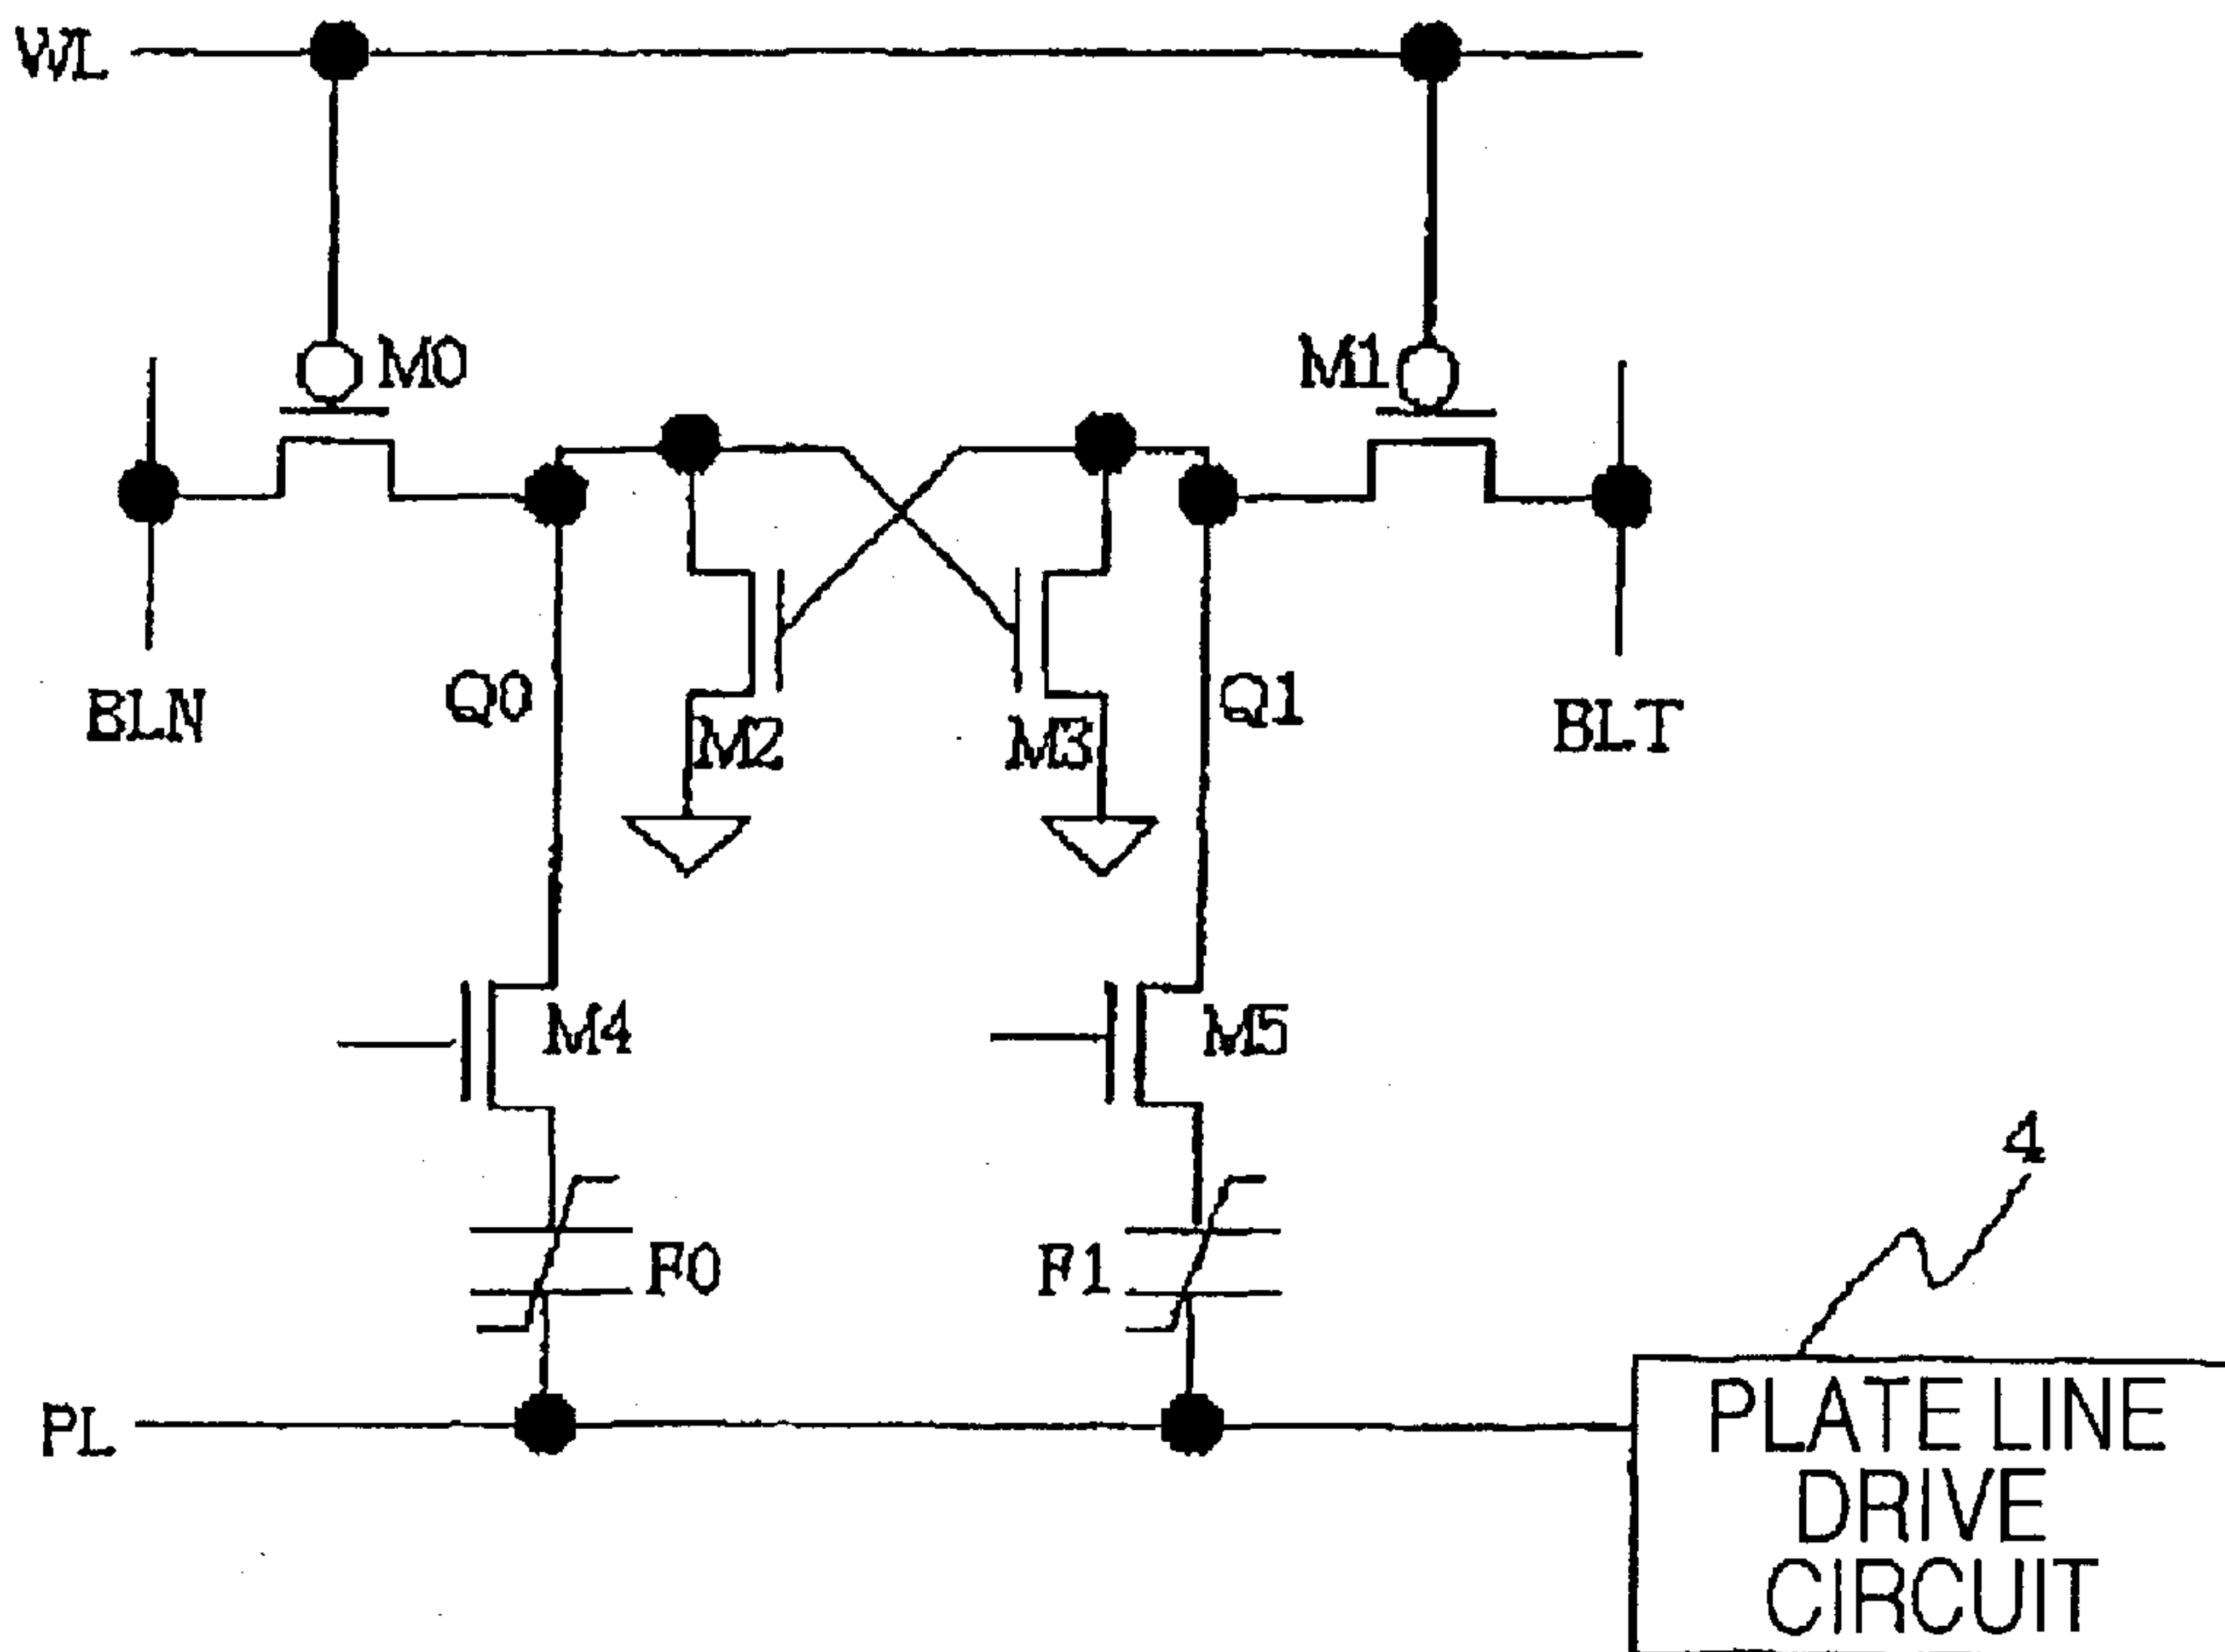 WL
M0
M1
BLN
Q0
M2
M3
Q1
BLT
M4
M5
F0
F1
4
PL
PLATE LINE
DRIVE
CIRCUIT